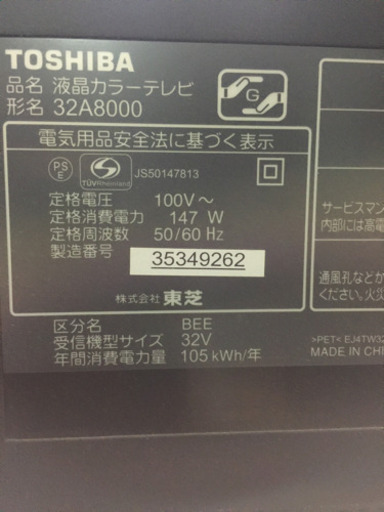 TOSHIBA
品名 液晶カラーテレビ
形名 32A8000
G
電気用品安全法に基づく表示
PS
E
S
TÜVRheinland
JS50147813
定格電圧 100V～
定格消費電力 147 W
定格周波数 50/60 Hz
製造番号
35349262
株式会社 東芝
区分名 BEE
受信機型サイズ 32V
年間消費電力量 105 kWh/年
サービスマン
内部には高電
通風孔などか
ください。火災
>PET< EJ4TW32
MADE IN CH